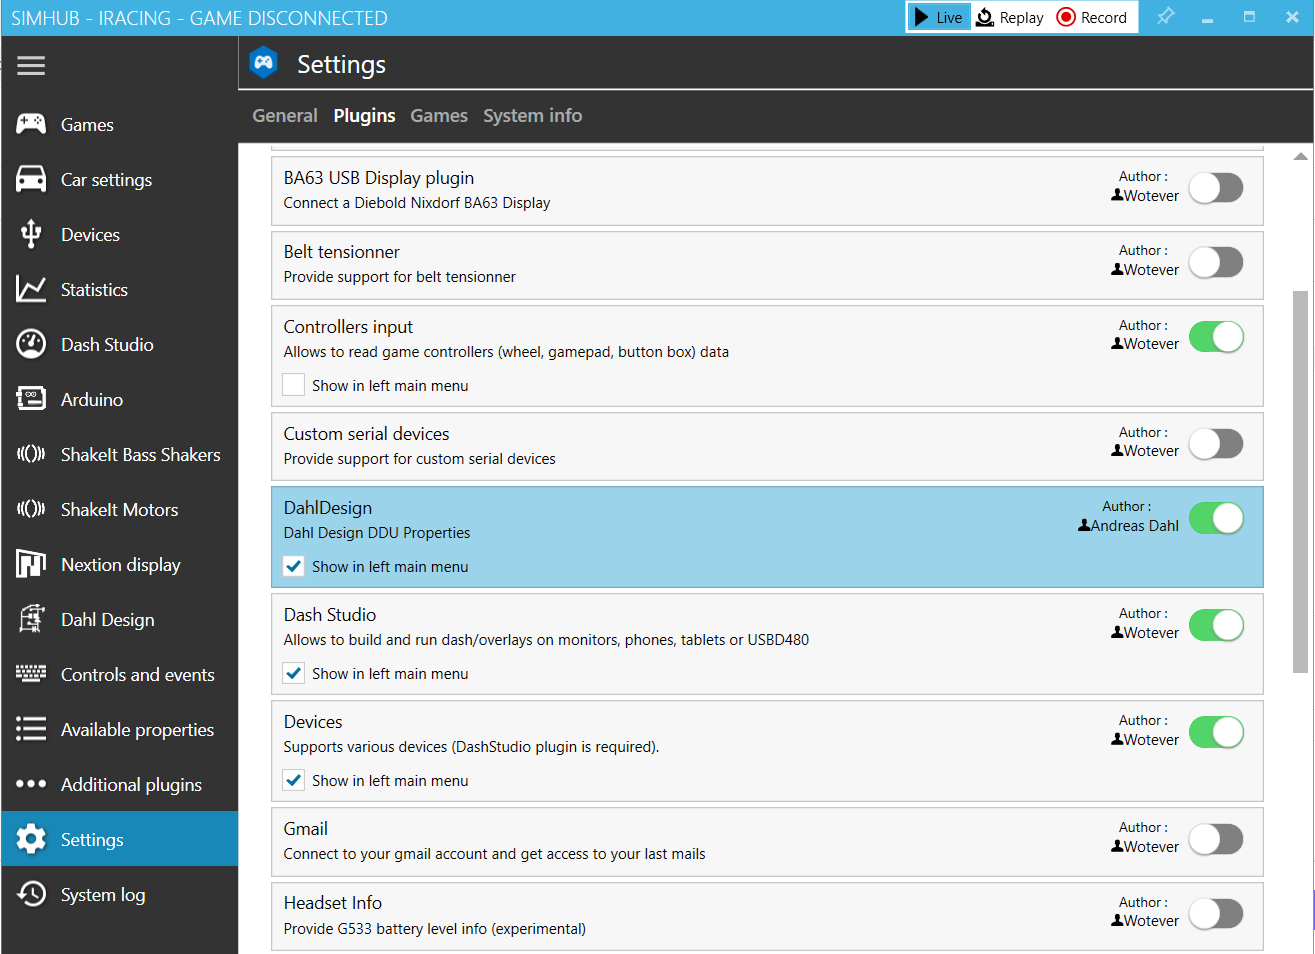 SIMHUB - IRACING - GAME DISCONNECTED
Live
Replay
Record
Settings
General
Plugins
Games
System info
Games
Car settings
Devices
Statistics
Dash Studio
Arduino
ShakeIt Bass Shakers
ShakeIt Motors
Nextion display
Dahl Design
Controls and events
Available properties
Additional plugins
Settings
System log
BA63 USB Display plugin
Connect a Diebold Nixdorf BA63 Display
Author :
Wotever
Belt tensionner
Provide support for belt tensionner
Author :
Wotever
Controllers input
Allows to read game controllers (wheel, gamepad, button box) data
Show in left main menu
Author :
Wotever
Custom serial devices
Provide support for custom serial devices
Author :
Wotever
DahlDesign
Dahl Design DDU Properties
Show in left main menu
Author :
Andreas Dahl
Dash Studio
Allows to build and run dash/overlays on monitors, phones, tablets or USBD480
Show in left main menu
Author :
Wotever
Devices
Supports various devices (DashStudio plugin is required).
Show in left main menu
Author :
Wotever
Gmail
Connect to your gmail account and get access to your last mails
Author :
Wotever
Headset Info
Provide G533 battery level info (experimental)
Author :
Wotever